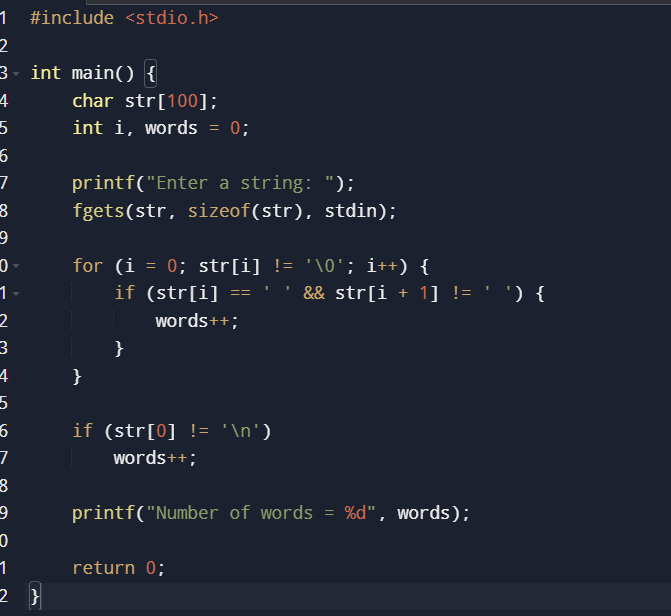 1 #include <stdio.h>
2
3 int main() {
4     char str[100];
5     int i, words = 0;
6
7     printf("Enter a string: ");
8     fgets(str, sizeof(str), stdin);
9
0     for (i = 0; str[i] != '\0'; i++) {
1         if (str[i] == ' ' && str[i + 1] != ' ') {
2             words++;
3         }
4     }
5
6     if (str[0] != '\n')
7         words++;
8
9     printf("Number of words = %d", words);
0
1     return 0;
2 }